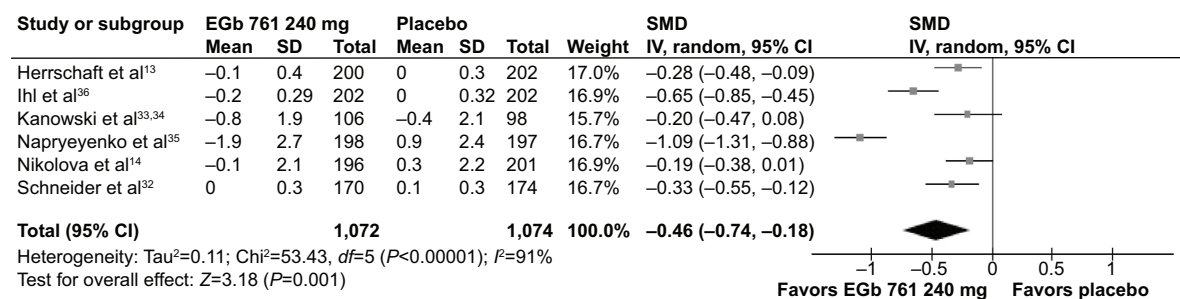 Study or subgroup EGb 761 240 mg Placebo SMD SMD
Mean SD Total Mean SD Total Weight IV, random, 95% CI IV, random, 95% CI
Herrschaft et al¹³ –0.1 0.4 200 0 0.3 202 17.0% –0.28 (–0.48, –0.09)
Ihl et al³⁶ –0.2 0.29 202 0 0.32 202 16.9% –0.65 (–0.85, –0.45)
Kanowski et al³³,³⁴ –0.8 1.9 106 –0.4 2.1 98 15.7% –0.20 (–0.47, 0.08)
Napryeyenko et al³⁵ –1.9 2.7 198 0.9 2.4 197 16.7% –1.09 (–1.31, –0.88)
Nikolova et al¹⁴ –0.1 2.1 196 0.3 2.2 201 16.9% –0.19 (–0.38, 0.01)
Schneider et al³² 0 0.3 170 0.1 0.3 174 16.7% –0.33 (–0.55, –0.12)
Total (95% CI) 1,072 1,074 100.0% –0.46 (–0.74, –0.18)
Heterogeneity: Tau²=0.11; Chi²=53.43, df=5 (P<0.00001); I²=91%
Test for overall effect: Z=3.18 (P=0.001)
–1 –0.5 0 0.5 1
Favors EGb 761 240 mg Favors placebo